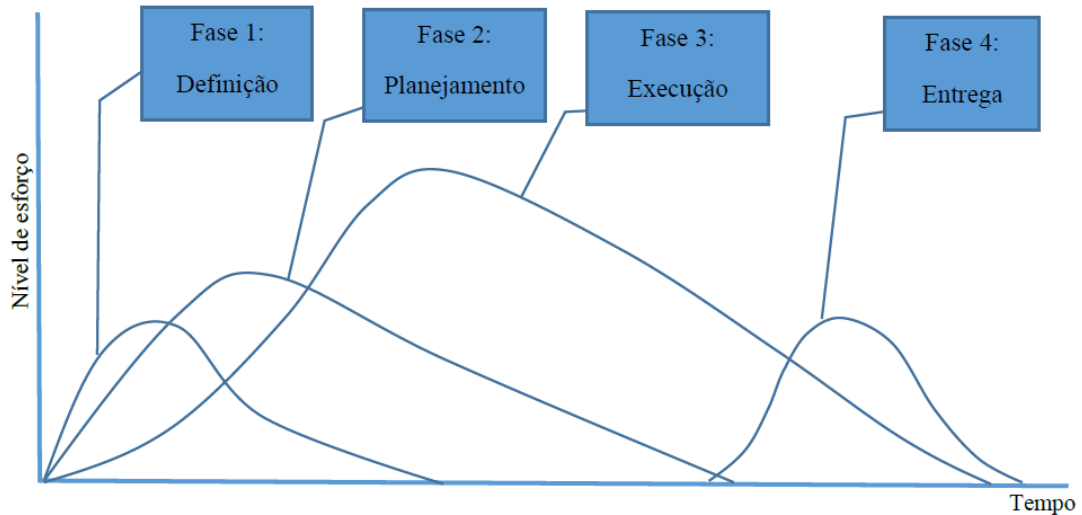 Fase 1:
Definição
Fase 2:
Planejamento
Fase 3:
Execução
Fase 4:
Entrega
Nível de esforço
Tempo